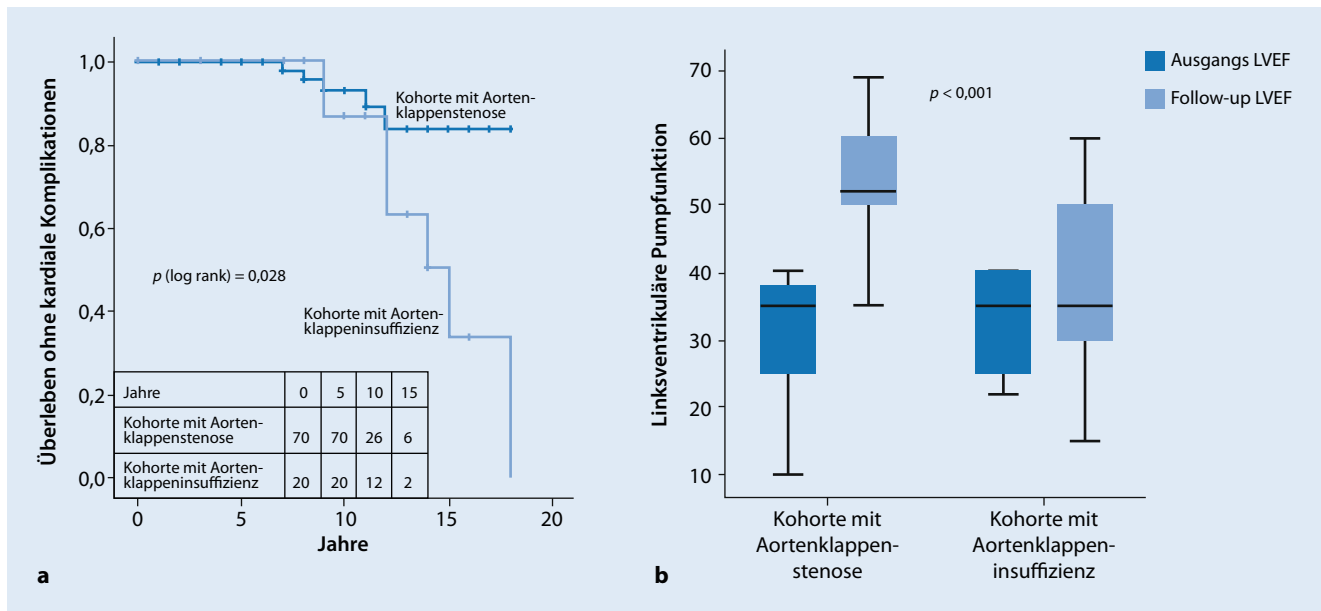 Überleben ohne kardiale Komplikationen
1,0
0,8
0,6
0,4
0,2
0,0
Kohorte mit Aorten-
klappenstenose
p (log rank) = 0,028
Kohorte mit Aorten-
klappeninsuffizienz
Jahre 0 5 10 15
Kohorte mit Aorten-
klappenstenose 70 70 26 6
Kohorte mit Aorten-
klappeninsuffizienz 20 20 12 2
0 5 10 15 20
Jahre
a
Linksventrikuläre Pumpfunktion
70
60
50
40
30
20
10
p < 0,001
Ausgangs LVEF
Follow-up LVEF
Kohorte mit
Aortenklappen-
stenose
Kohorte mit
Aortenklappen-
insuffizienz
b